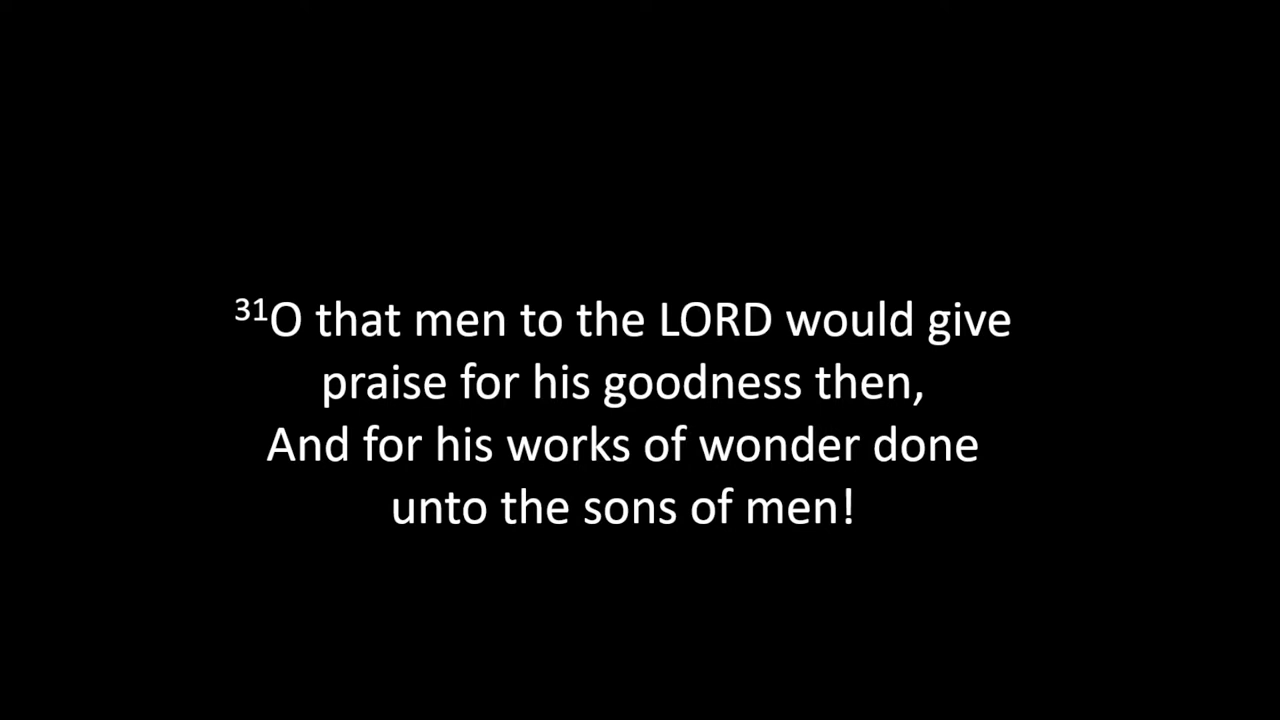 ³¹O that men to the LORD would give
praise for his goodness then,
And for his works of wonder done
unto the sons of men!